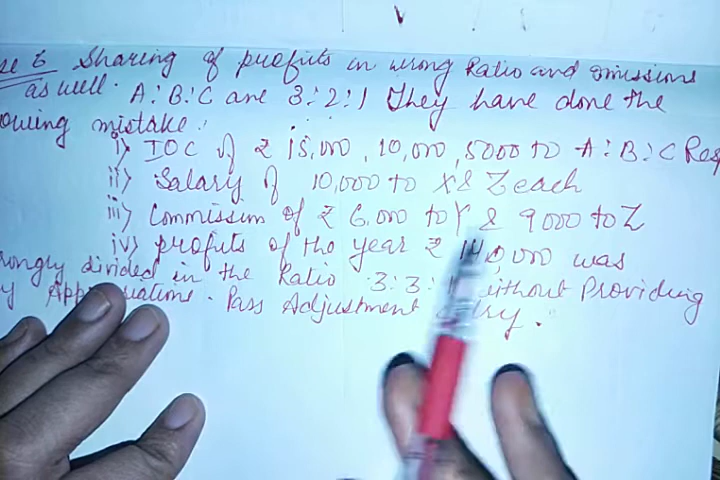 Sharing of profits in wrong Ratio and omissions
as well. A:B:C are 3:2:1 They have done the
mistake.
i) IOC of ₹ 15,000, 10,000, 5000 to A:B:C Resp
ii) Salary of 10,000 to X & Z each
iii) Commission of ₹ 6,000 to Y & 9000 to Z
iv) profits of the year ₹ was
divided in the Ratio 3:3: without Providing
Pass Adjustment